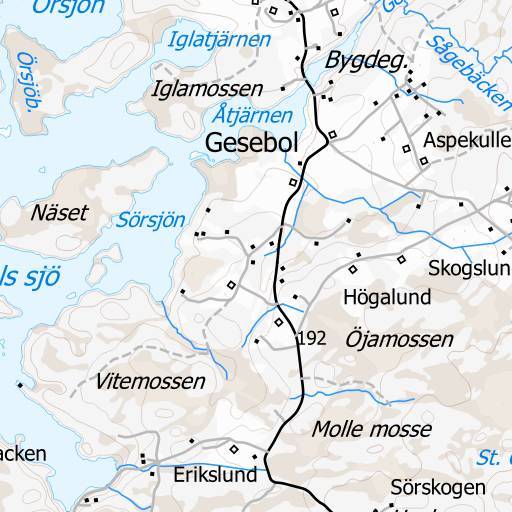 Örsjön
Iglatjärnen
Bygdeg.
Sågebäcken
Örsjöb.
Iglamossen
Åtjärnen
Gesebol
Aspekulle
Näset
Sörsjön
ls sjö
Skogslun
Högalund
192
Öjamossen
Vitemossen
Molle mosse
acken
Erikslund
St.
Sörskogen